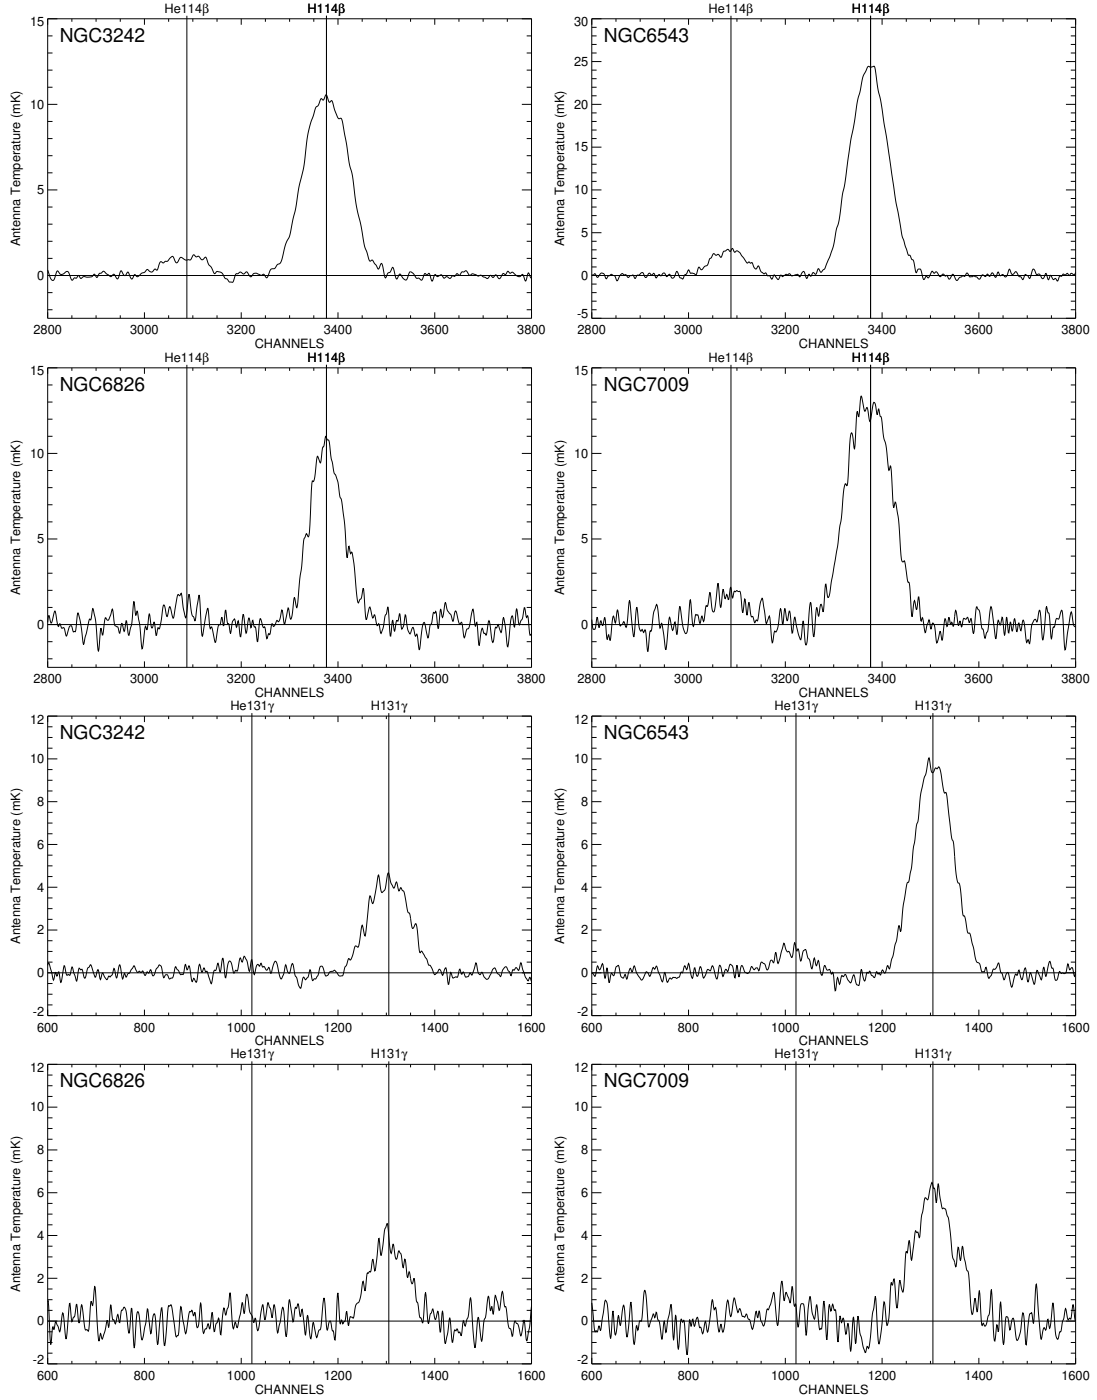 He114β H114β He114β H114β
NGC3242 NGC6543
15 30
25
10 20
15
5 10
5
0 0
-5
Antenna Temperature (mK) Antenna Temperature (mK)
2800 3000 3200 3400 3600 3800 2800 3000 3200 3400 3600 3800
CHANNELS CHANNELS
He114β H114β He114β H114β
NGC6826 NGC7009
15 15
10 10
5 5
0 0
Antenna Temperature (mK) Antenna Temperature (mK)
2800 3000 3200 3400 3600 3800 2800 3000 3200 3400 3600 3800
CHANNELS CHANNELS
He131γ H131γ He131γ H131γ
NGC3242 NGC6543
12 12
10 10
8 8
6 6
4 4
2 2
0 0
-2 -2
Antenna Temperature (mK) Antenna Temperature (mK)
600 800 1000 1200 1400 1600 600 800 1000 1200 1400 1600
CHANNELS CHANNELS
He131γ H131γ He131γ H131γ
NGC6826 NGC7009
12 12
10 10
8 8
6 6
4 4
2 2
0 0
-2 -2
Antenna Temperature (mK) Antenna Temperature (mK)
600 800 1000 1200 1400 1600 600 800 1000 1200 1400 1600
CHANNELS CHANNELS